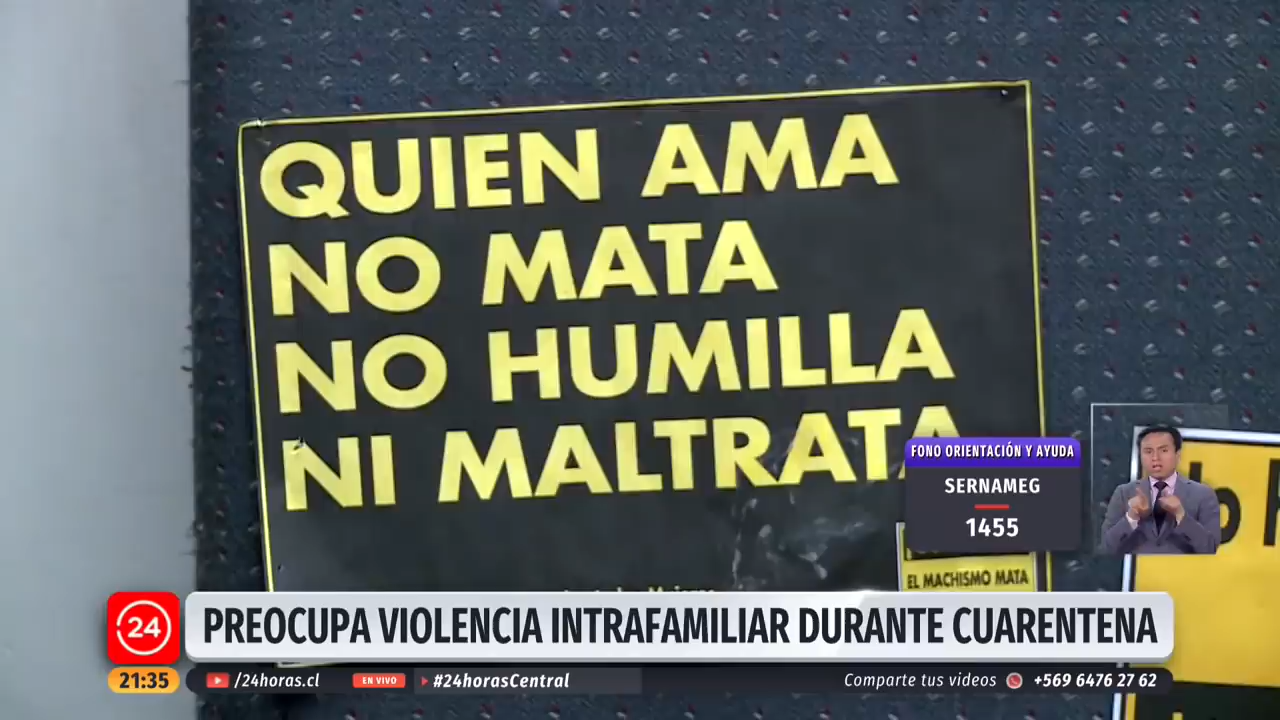 QUIEN AMA
NO MATA
NO HUMILLA
NI MALTRATA
FONO ORIENTACIÓN Y AYUDA
SERNAMEG
1455
EL MACHISMO MATA
24
PREOCUPA VIOLENCIA INTRAFAMILIAR DURANTE CUARENTENA
21:35
/24horas.cl
EN VIVO
#24horasCentral
Comparte tus videos
+569 6476 27 62